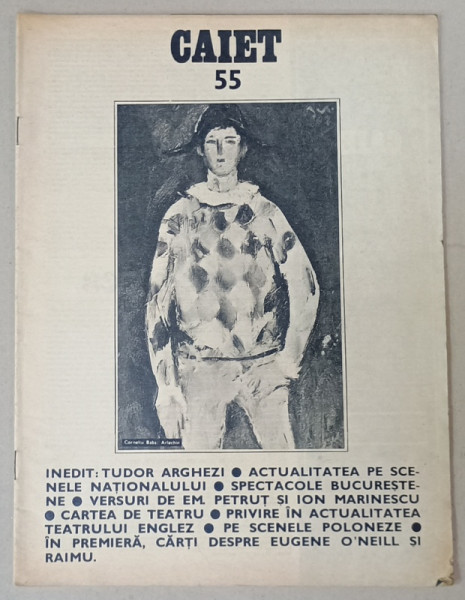 CAIET
55
Corneliu Baba: Arlechin
INEDIT: TUDOR ARGHEZI ● ACTUALITATEA PE SCE-
NELE NAȚIONALULUI ● SPECTACOLE BUCUREȘTE-
NE ● VERSURI DE EM. PETRUȚ ȘI ION MARINESCU
● CARTEA DE TEATRU ● PRIVIRE ÎN ACTUALITATEA
TEATRULUI ENGLEZ ● PE SCENELE POLONEZE ●
ÎN PREMIERĂ, CĂRȚI DESPRE EUGENE O'NEILL ȘI
RAIMU.